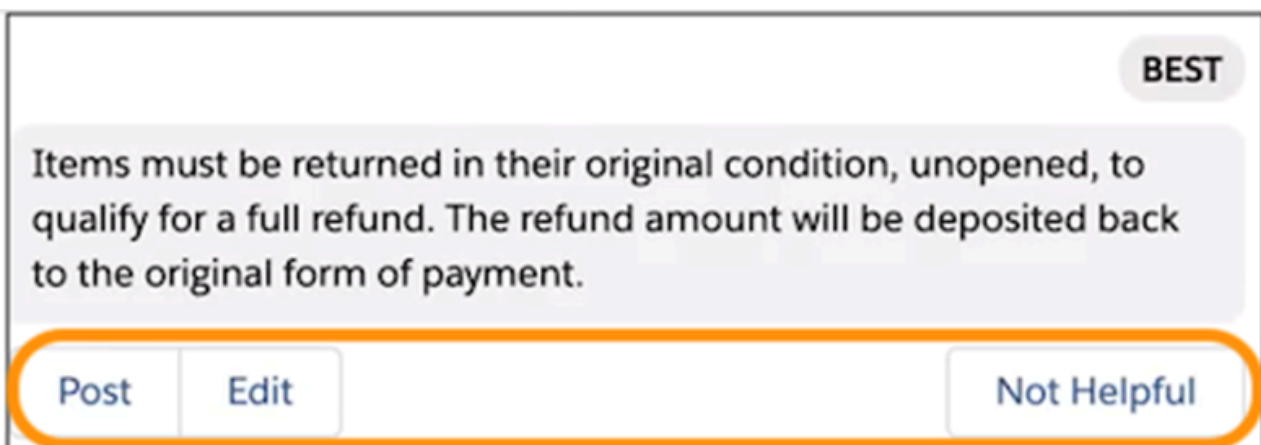 BEST
Items must be returned in their original condition, unopened, to
qualify for a full refund. The refund amount will be deposited back
to the original form of payment.
Post Edit Not Helpful